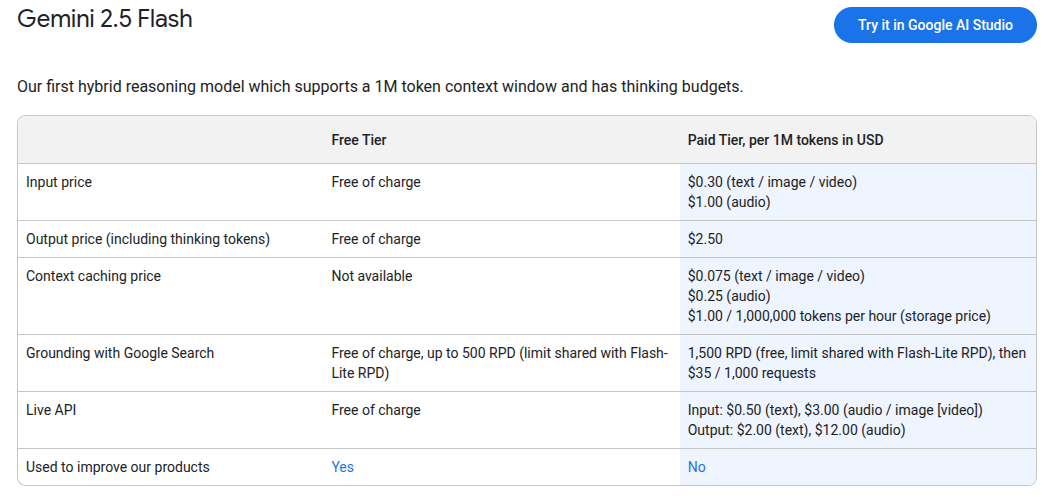 Gemini 2.5 Flash
Try it in Google AI Studio
Our first hybrid reasoning model which supports a 1M token context window and has thinking budgets.
Free Tier
Paid Tier, per 1M tokens in USD
Input price
Free of charge
$0.30 (text / image / video)
$1.00 (audio)
Output price (including thinking tokens)
Free of charge
$2.50
Context caching price
Not available
$0.075 (text / image / video)
$0.25 (audio)
$1.00 / 1,000,000 tokens per hour (storage price)
Grounding with Google Search
Free of charge, up to 500 RPD (limit shared with Flash-
Lite RPD)
1,500 RPD (free, limit shared with Flash-Lite RPD), then
$35 / 1,000 requests
Live API
Free of charge
Input: $0.50 (text), $3.00 (audio / image [video])
Output: $2.00 (text), $12.00 (audio)
Used to improve our products
Yes
No